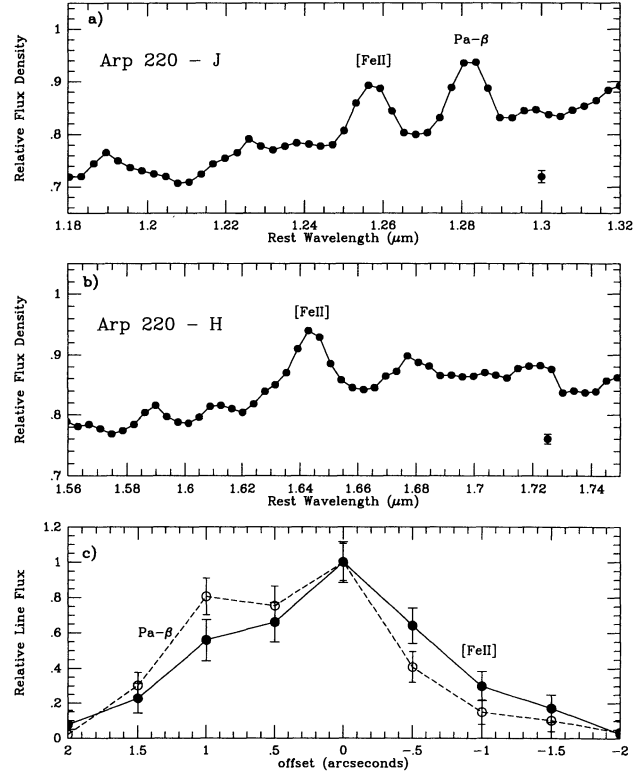 a)
Arp 220 - J
[FeII]
Pa-β
Relative Flux Density
1
.9
.8
.7
1.18
1.2
1.22
1.24
1.26
1.28
1.3
1.32
Rest Wavelength (μm)
b)
Arp 220 - H
[FeII]
Relative Flux Density
1
.9
.8
.7
1.56
1.58
1.6
1.62
1.64
1.66
1.68
1.7
1.72
1.74
Rest Wavelength (μm)
c)
Pa-β
[FeII]
Relative Line Flux
1.2
1
.8
.6
.4
.2
0
2
1.5
1
.5
0
-.5
-1
-1.5
-2
offset (arcseconds)